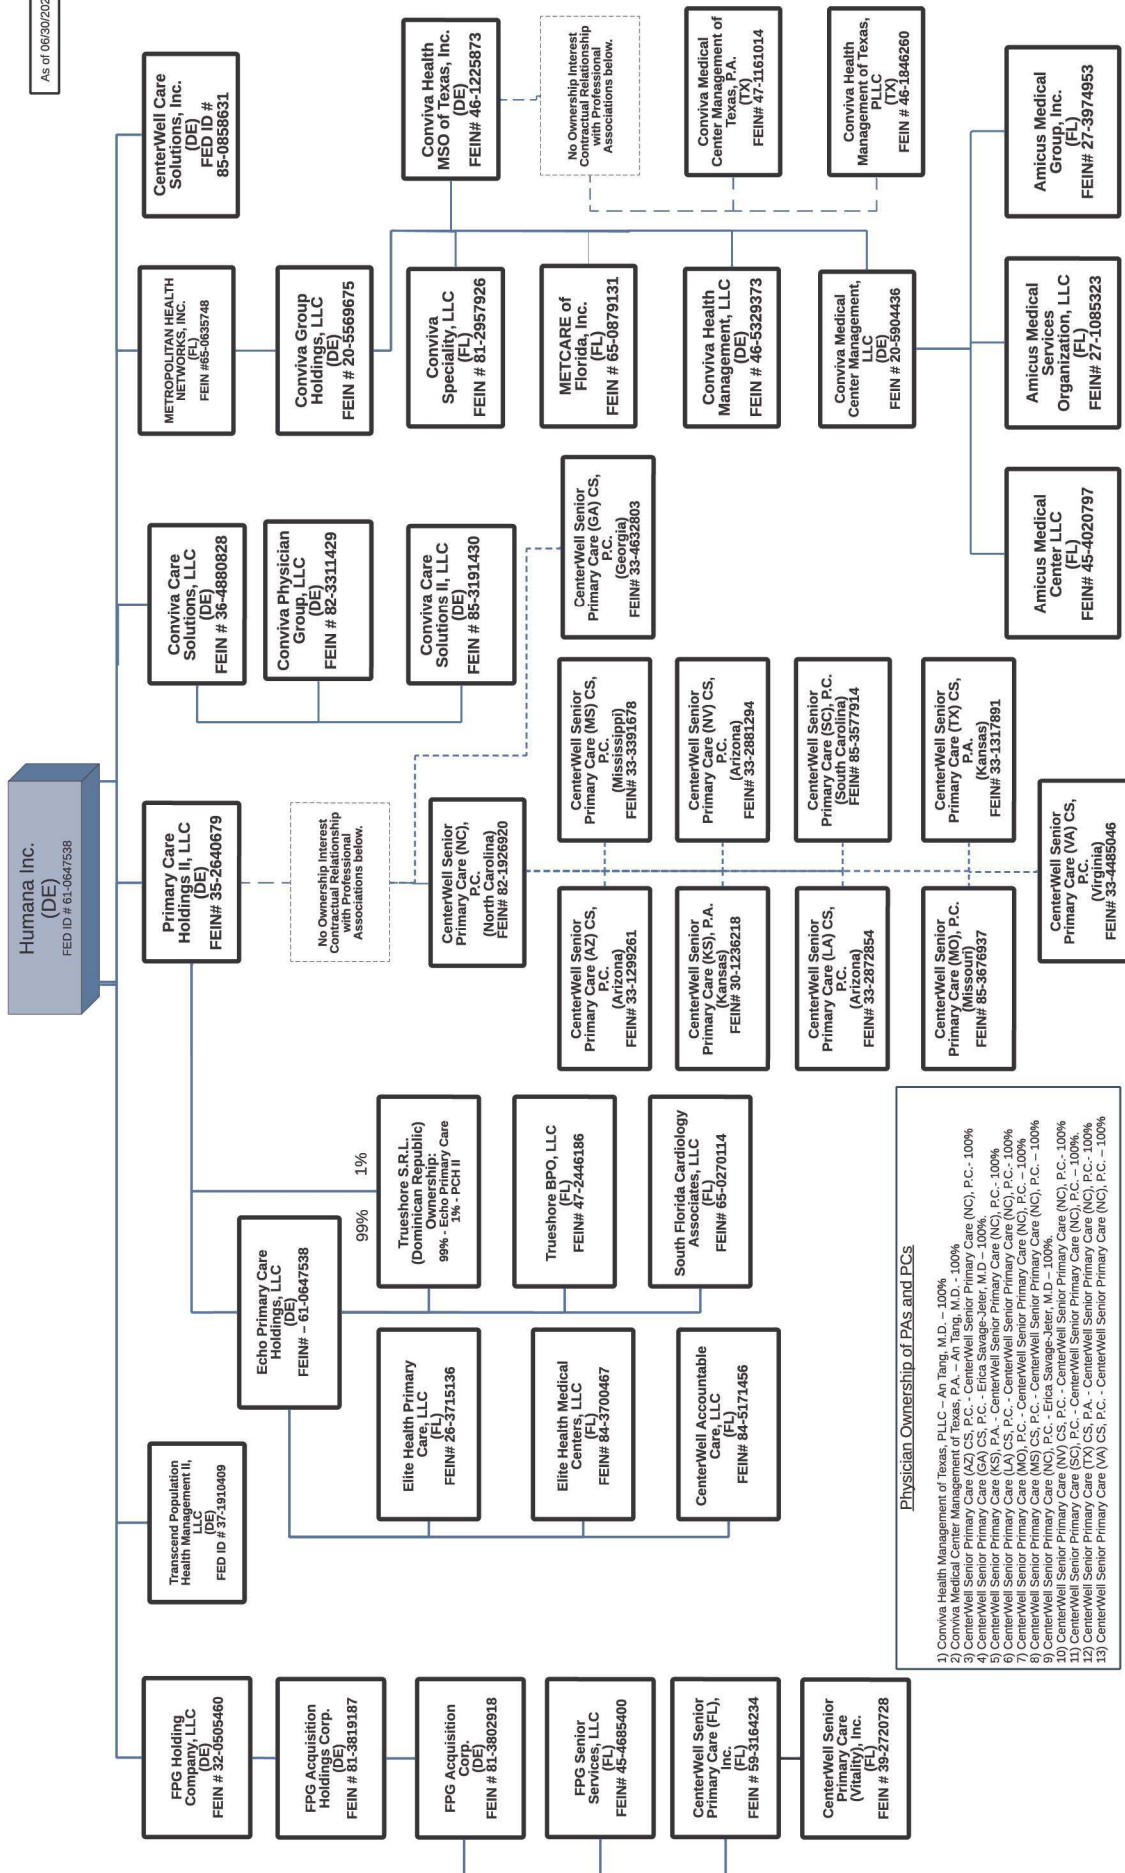 As of 06/30/202
Humana Inc.
(DE)
FED ID # 61-0647538
FPG Holding
Company, LLC
(DE)
FEIN # 32-0505460
FPG Acquisition
Holdings Corp.
(DE)
FEIN # 81-3819187
FPG Acquisition
Corp.
(DE)
FEIN # 81-3802918
FPG Senior
Services, LLC
(FL)
FEIN# 45-4685400
CenterWell Senior
Primary Care (FL),
Inc.
(FL)
FEIN # 59-3164234
CenterWell Senior
Primary Care
(Vitality), Inc.
(FL)
FEIN # 39-2720728
Transcend Population
Health Management II,
LLC
(DE)
FED ID # 37-1910409
Echo Primary Care
Holdings, LLC
(DE)
FEIN# – 61-0647538
99%
1%
Elite Health Primary
Care, LLC
(FL)
FEIN# 26-3715136
Elite Health Medical
Centers, LLC
(FL)
FEIN# 84-3700467
CenterWell Accountable
Care, LLC
(FL)
FEIN# 84-5171456
Trueshore S.R.L.
(Dominican Republic)
Ownership:
99% - Echo Primary Care
1% - PCH II
Trueshore BPO, LLC
(FL)
FEIN# 47-2446186
South Florida Cardiology
Associates, LLC
(FL)
FEIN# 65-0270114
Primary Care
Holdings II, LLC
(DE)
FEIN# 35-2640679
No Ownership Interest
Contractual Relationship
with Professional
Associations below.
CenterWell Senior
Primary Care (NC),
P.C.
(North Carolina)
FEIN# 82-1926920
CenterWell Senior
Primary Care (AZ) CS,
P.C.
(Arizona)
FEIN# 33-1299261
CenterWell Senior
Primary Care (KS), P.A.
(Kansas)
FEIN# 30-1236218
CenterWell Senior
Primary Care (LA) CS,
P.C.
(Arizona)
FEIN# 33-2872854
CenterWell Senior
Primary Care (MO), P.C.
(Missouri)
FEIN# 85-3676937
CenterWell Senior
Primary Care (MS) CS,
P.C.
(Mississippi)
FEIN# 33-3391678
CenterWell Senior
Primary Care (NV) CS,
P.C.
(Arizona)
FEIN# 33-2881294
CenterWell Senior
Primary Care (SC), P.C.
(South Carolina)
FEIN# 85-3577914
CenterWell Senior
Primary Care (TX) CS,
P.A.
(Kansas)
FEIN# 33-1317891
CenterWell Senior
Primary Care (VA) CS,
P.C.
(Virginia)
FEIN# 33-4485046
CenterWell Senior
Primary Care (GA) CS,
P.C.
(Georgia)
FEIN# 33-4632803
Conviva Care
Solutions, LLC
(DE)
FEIN # 36-4880828
Conviva Physician
Group, LLC
(DE)
FEIN # 82-3311429
Conviva Care
Solutions II, LLC
(DE)
FEIN # 85-3191430
METROPOLITAN HEALTH
NETWORKS, INC.
(FL)
FEIN #65-0635748
Conviva Group
Holdings, LLC
(DE)
FEIN # 20-5569675
Conviva
Speciality, LLC
(FL)
FEIN # 81-2957926
METCARE of
Florida, Inc.
(FL)
FEIN # 65-0879131
Conviva Health
Management, LLC
(DE)
FEIN # 46-5329373
Conviva Medical
Center Management,
LLC
(DE)
FEIN # 20-5904436
CenterWell Care
Solutions, Inc.
(DE)
FED ID #
85-0858631
Conviva Health
MSO of Texas, Inc.
(DE)
FEIN# 46-1225873
No Ownership Interest
Contractual Relationship
with Professional
Associations below.
Conviva Medical
Center Management of
Texas, P.A.
(TX)
FEIN# 47-1161014
Conviva Health
Management of Texas,
PLLC
(TX)
FEIN # 46-1846260
Amicus Medical
Center LLC
(FL)
FEIN# 45-4020797
Amicus Medical
Services
Organization, LLC
(FL)
FEIN# 27-1085323
Amicus Medical
Group, Inc.
(FL)
FEIN# 27-3974953
Physician Ownership of PAs and PCs
1) Conviva Health Management of Texas, PLLC – An Tang, M.D. – 100%
2) Conviva Medical Center Management of Texas, P.A. – An Tang, M.D. - 100%
3) CenterWell Senior Primary Care (AZ) CS, P.C. - CenterWell Senior Primary Care (NC), P.C.- 100%
4) CenterWell Senior Primary Care (GA) CS, P.C. - Erica Savage-Jeter, M.D – 100%.
5) CenterWell Senior Primary Care (KS), P.A. - CenterWell Senior Primary Care (NC), P.C.- 100%
6) CenterWell Senior Primary Care (LA) CS, P.C. - CenterWell Senior Primary Care (NC), P.C.- 100%
7) CenterWell Senior Primary Care (MO), P.C. - CenterWell Senior Primary Care (NC), P.C. – 100%
8) CenterWell Senior Primary Care (MS) CS, P.C. - CenterWell Senior Primary Care (NC), P.C. – 100%
9) CenterWell Senior Primary Care (NC), P.C. - Erica Savage-Jeter, M.D – 100%.
10) CenterWell Senior Primary Care (NV) CS, P.C. - CenterWell Senior Primary Care (NC), P.C.- 100%
11) CenterWell Senior Primary Care (SC), P.C. - CenterWell Senior Primary Care (NC), P.C. – 100%.
12) CenterWell Senior Primary Care (TX) CS, P.A. - CenterWell Senior Primary Care (NC), P.C.- 100%
13) CenterWell Senior Primary Care (VA) CS, P.C. - CenterWell Senior Primary Care (NC), P.C. – 100%